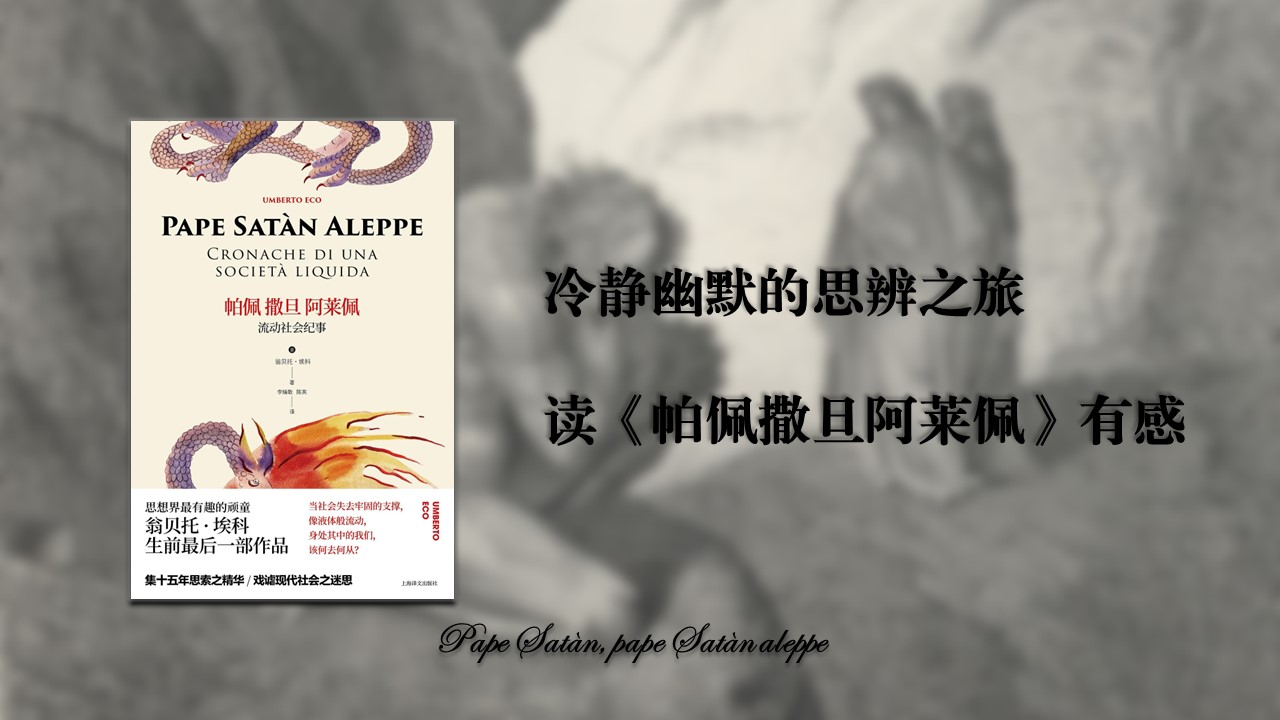 UMBERTO ECO
PAPE SATÀN ALEPPE
CRONACHE DI UNA
SOCIETÀ LIQUIDA
帕佩 撒旦 阿莱佩
流动社会纪事
翁贝托·埃科
著
陈英
译
思想界最有趣的顽童
翁贝托·埃科
生前最后一部作品
当社会失去牢固的支撑,
像液体般流动,
身处其中的我们,
该何去何从?
UMBERTO
ECO
集十五年思索之精华 / 戏谑现代社会之迷思
上海译文出版社
冷静幽默的思辨之旅
读《帕佩撒旦阿莱佩》有感
Pape Satàn, pape Satàn aleppe